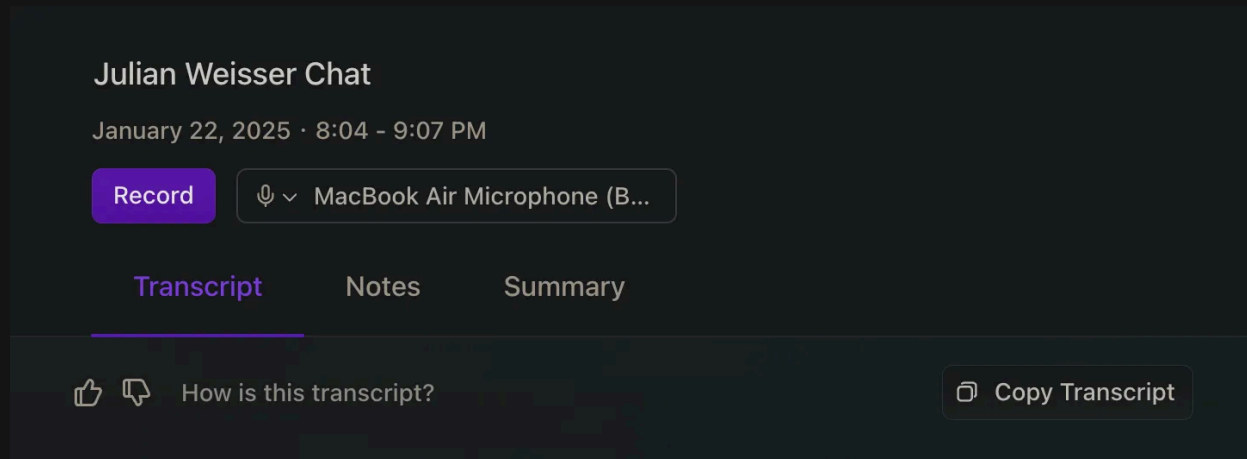 Julian Weisser Chat
January 22, 2025 · 8:04 - 9:07 PM
Record
MacBook Air Microphone (B...
Transcript Notes Summary
How is this transcript? Copy Transcript